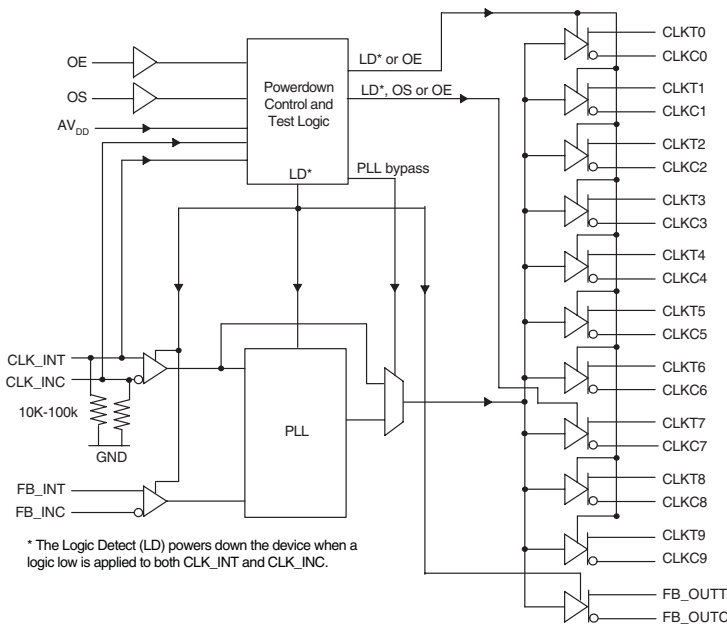 OE
OS
AV_DD
Powerdown
Control and
Test Logic
LD* or OE
LD*, OS or OE
LD*
PLL bypass
CLK_INT
CLK_INC
10K-100k
GND
FB_INT
FB_INC
PLL
CLKT0
CLKC0
CLKT1
CLKC1
CLKT2
CLKC2
CLKT3
CLKC3
CLKT4
CLKC4
CLKT5
CLKC5
CLKT6
CLKC6
CLKT7
CLKC7
CLKT8
CLKC8
CLKT9
CLKC9
FB_OUTT
FB_OUTC
* The Logic Detect (LD) powers down the device when a
logic low is applied to both CLK_INT and CLK_INC.